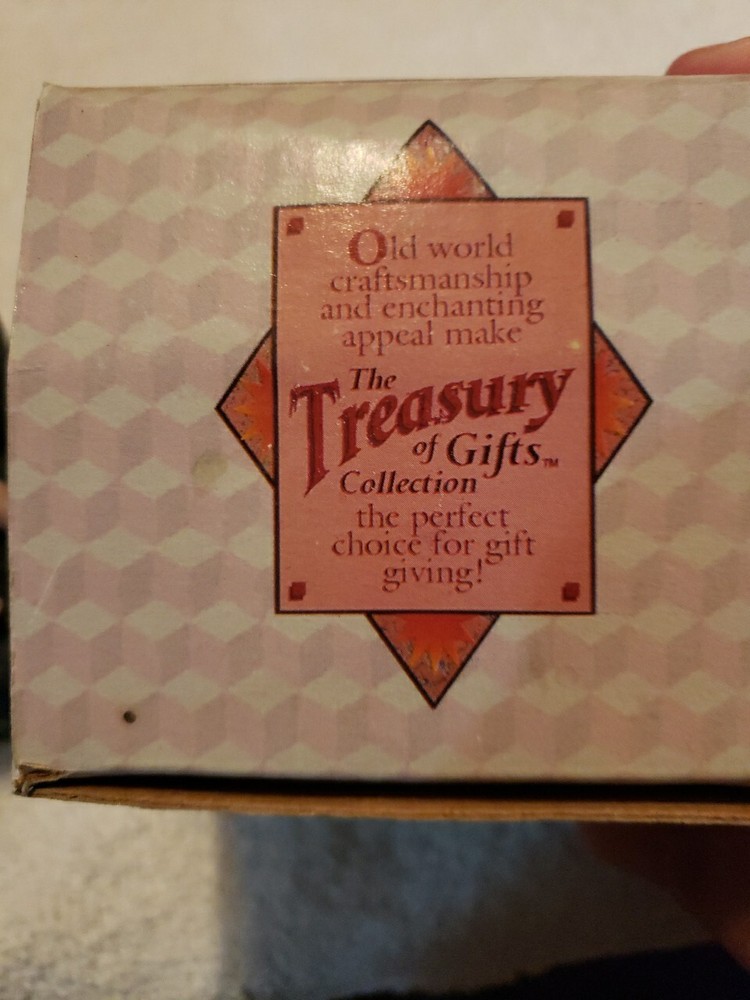 Old world
craftsmanship
and enchanting
appeal make
The
Treasury
of Gifts™
Collection
the perfect
choice for gift
giving!